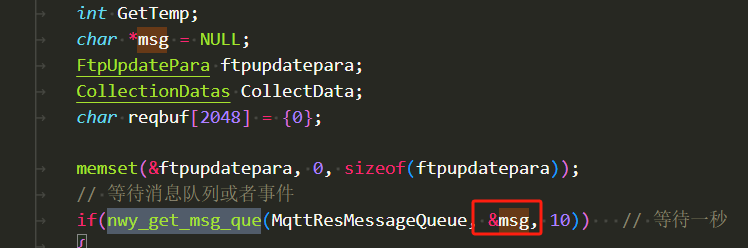 int GetTemp;
char *msg = NULL;
FtpUpdatePara ftpupdatepara;
CollectionDatas CollectData;
char reqbuf[2048] = {0};
memset(&ftpupdatepara, 0, sizeof(ftpupdatepara));
// 等待消息队列或者事件
if(nwy_get_msg_que(MqttResMessageQueue, &msg, 10)) // 等待一秒
{